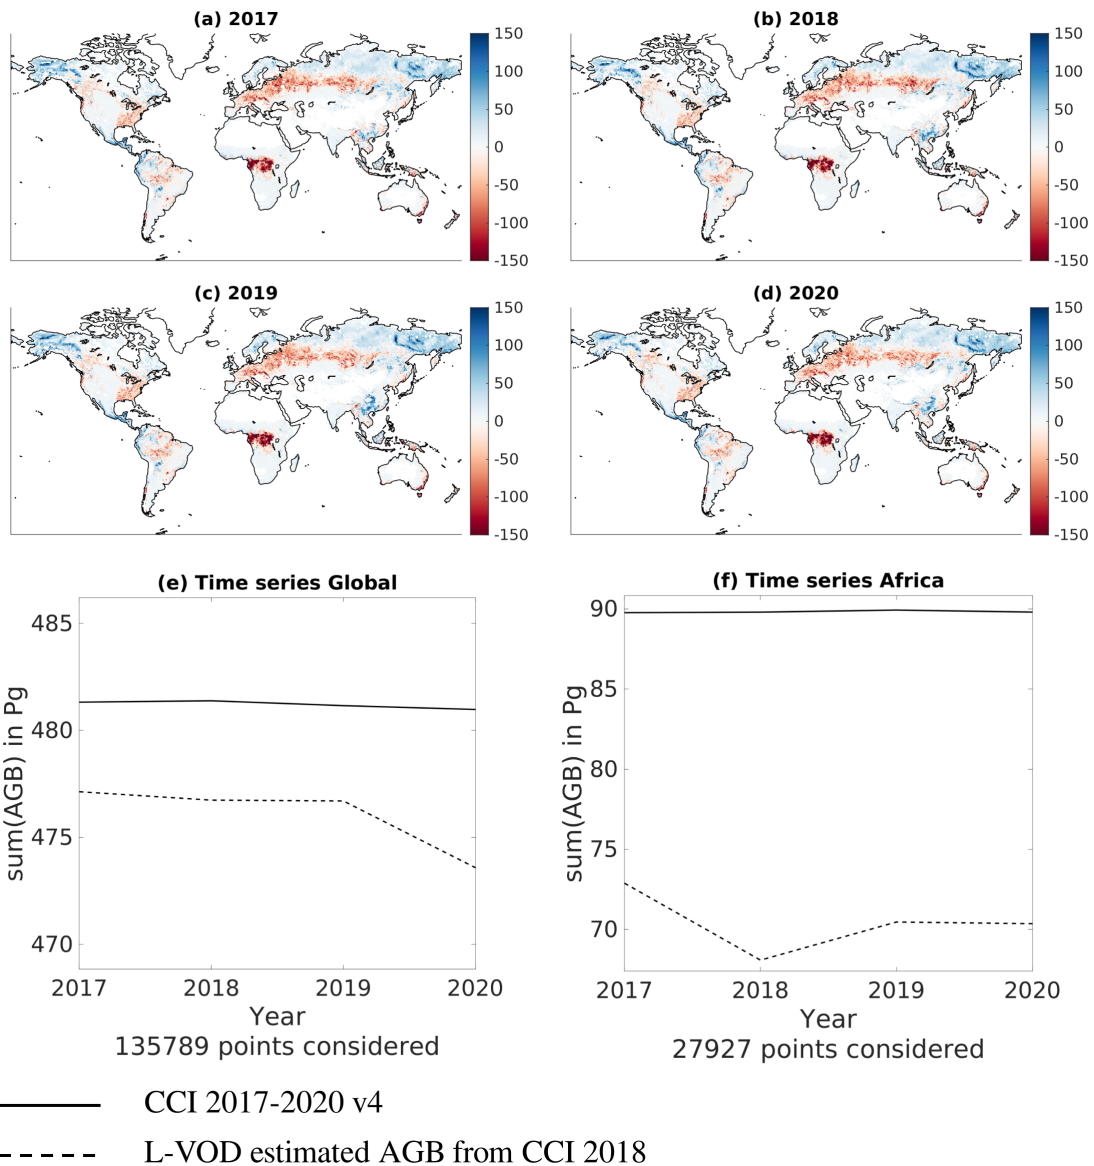 (a) 2017
150
100
50
0
-50
-100
-150
(b) 2018
150
100
50
0
-50
-100
-150
(c) 2019
150
100
50
0
-50
-100
-150
(d) 2020
150
100
50
0
-50
-100
-150
(e) Time series Global
sum(AGB) in Pg
485
480
475
470
2017 2018 2019 2020
Year
135789 points considered
(f) Time series Africa
sum(AGB) in Pg
90
85
80
75
70
2017 2018 2019 2020
Year
27927 points considered
CCI 2017-2020 v4
L-VOD estimated AGB from CCI 2018